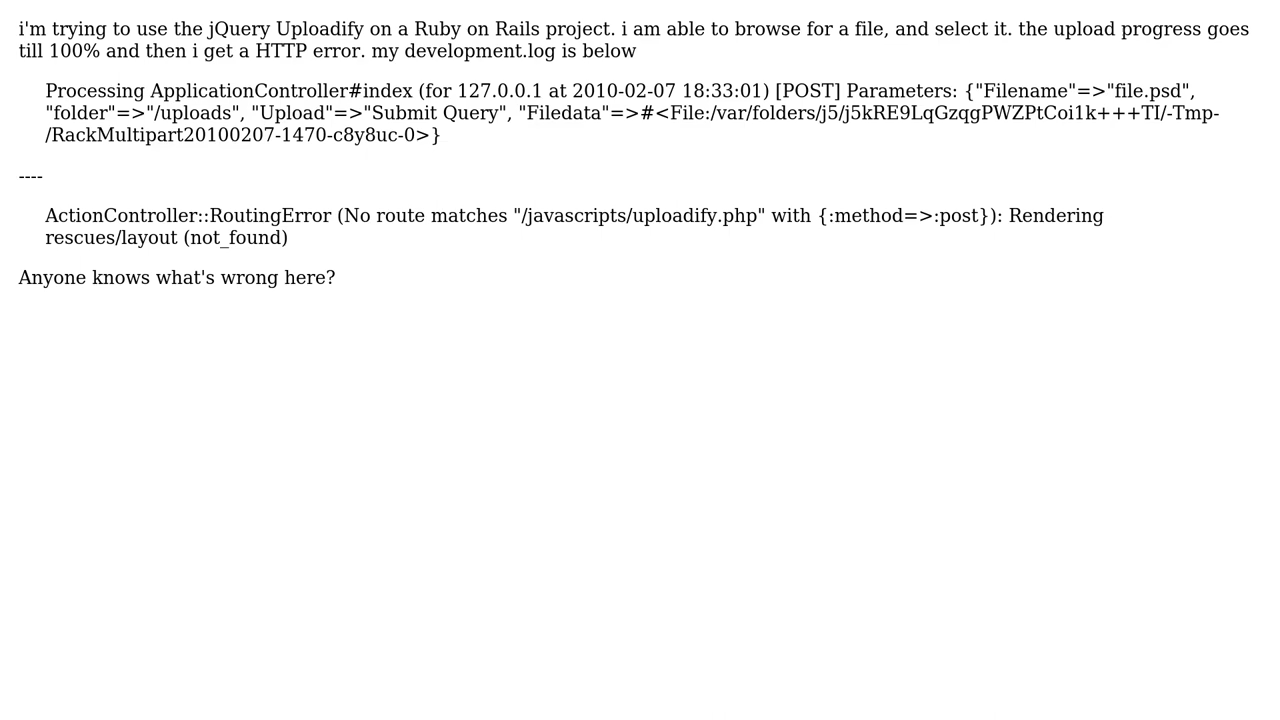 i'm trying to use the jQuery Uploadify on a Ruby on Rails project. i am able to browse for a file, and select it. the upload progress goes
till 100% and then i get a HTTP error. my development.log is below
Processing ApplicationController#index (for 127.0.0.1 at 2010-02-07 18:33:01) [POST] Parameters: {"Filename"=>"file.psd",
"folder"=>"/uploads", "Upload"=>"Submit Query", "Filedata"=>#<File:/var/folders/j5/j5kRE9LqGzqgPWZPtCoi1k+++TI/-Tmp-
/RackMultipart20100207-1470-c8y8uc-0>}
----
ActionController::RoutingError (No route matches "/javascripts/uploadify.php" with {:method=>:post}): Rendering
rescues/layout (not_found)
Anyone knows what's wrong here?